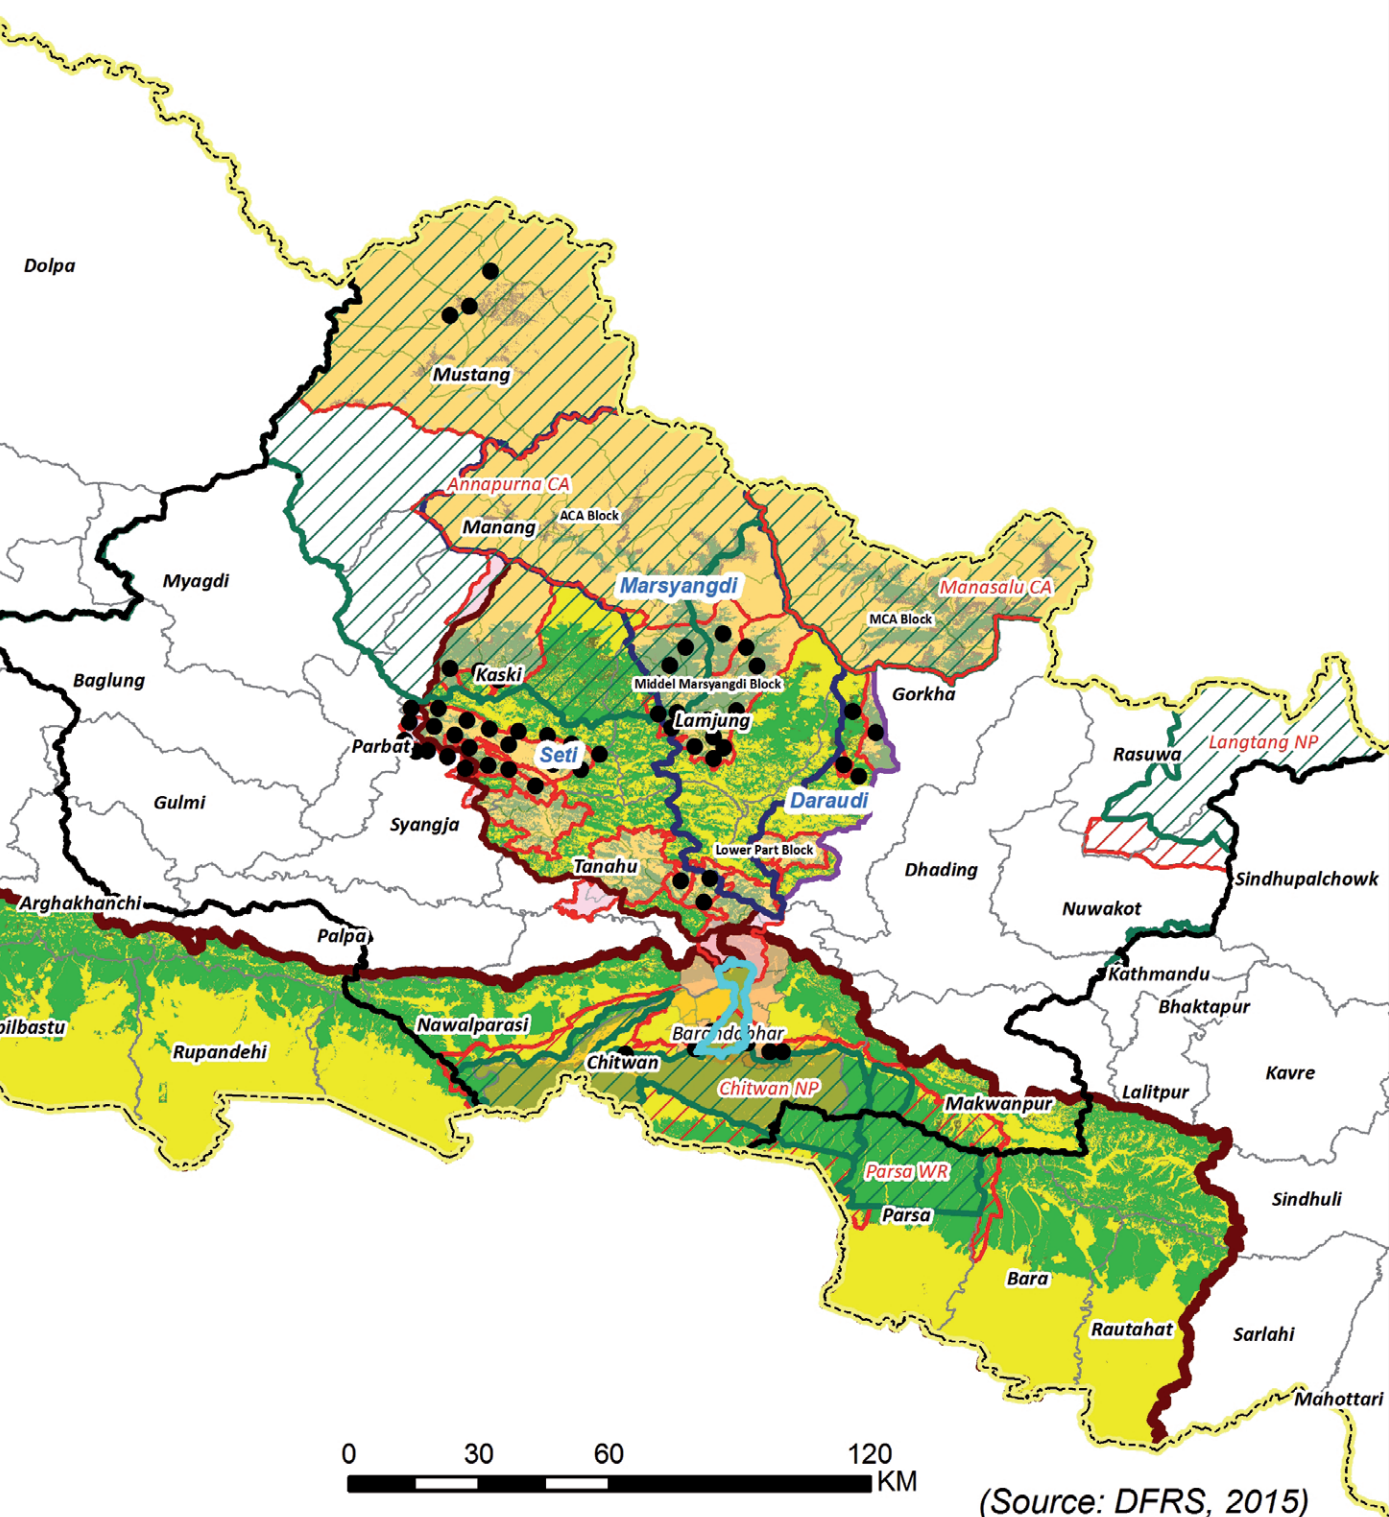 Dolpa
Mustang
Annapurna CA
ACA Block
Manang
Myagdi
Marsyangdi
Manasalu CA
MCA Block
Baglung
Kaski
Middel Marsyangdi Block
Gorkha
Lamjung
Parbat
Seti
Rasuwa
Langtang NP
Gulmi
Daraudi
Syangja
Lower Part Block
Tanahu
Dhading
Sindhupalchowk
Arghakhanchi
Nuwakot
Palpa
Kathmandu
Bhaktapur
pilbastu
Nawalparasi
Barandabhar
Rupandehi
Chitwan
Kavre
Chitwan NP
Lalitpur
Makwanpur
Parsa WR
Sindhuli
Parsa
Bara
Rautahat
Sarlahi
Mahottari
0 30 60 120
KM
(Source: DFRS, 2015)